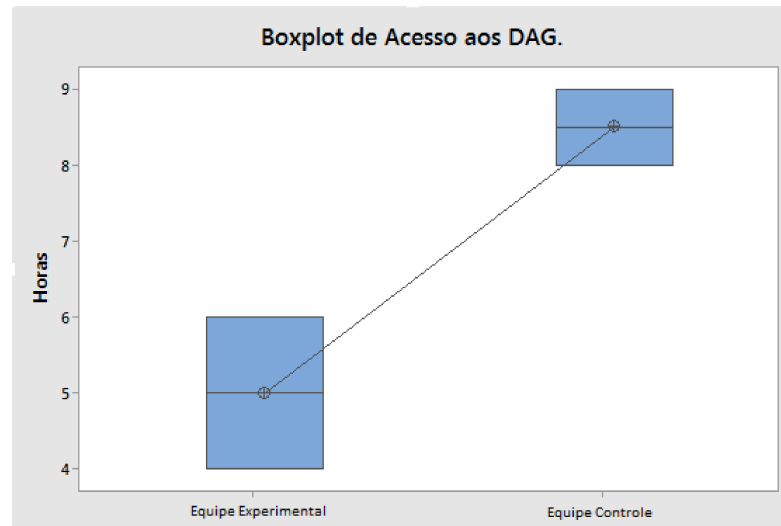 Boxplot de Acesso aos DAG.
9
8
7
6
5
4
Horas
Equipe Experimental
Equipe Controle